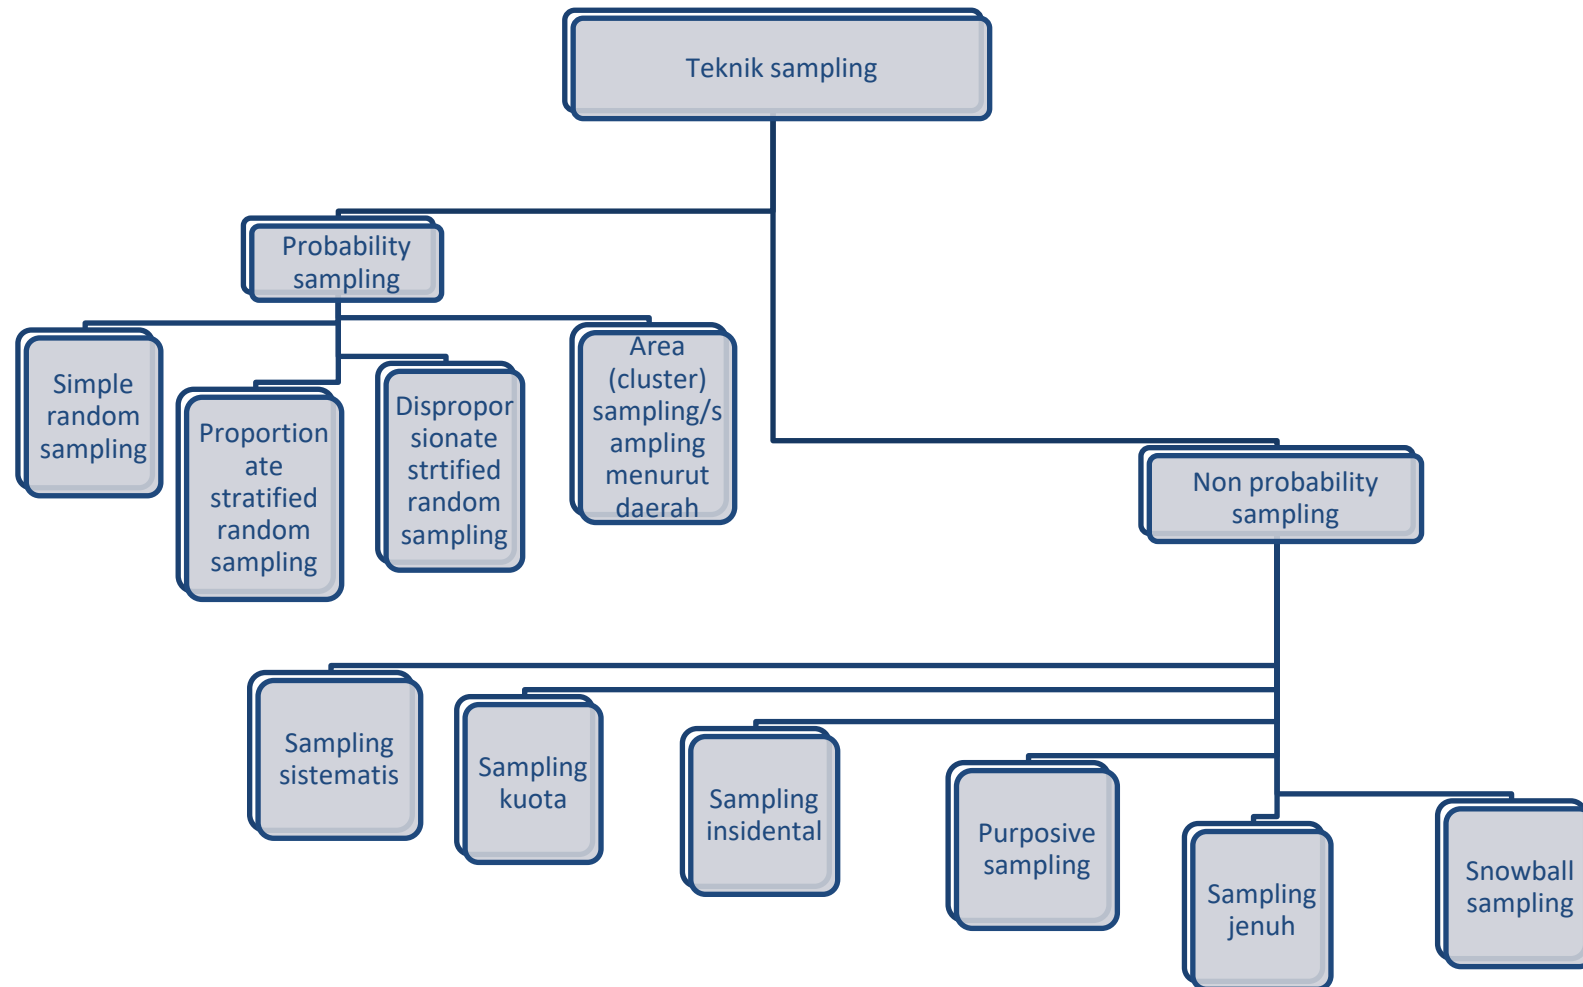 Teknik sampling
Probability
sampling
Simple
random
sampling
Proportion
ate
stratified
random
sampling
Dispropor
sionate
strtified
random
sampling
Area
(cluster)
sampling/s
ampling
menurut
daerah
Non probability
sampling
Sampling
sistematis
Sampling
kuota
Sampling
insidental
Purposive
sampling
Sampling
jenuh
Snowball
sampling